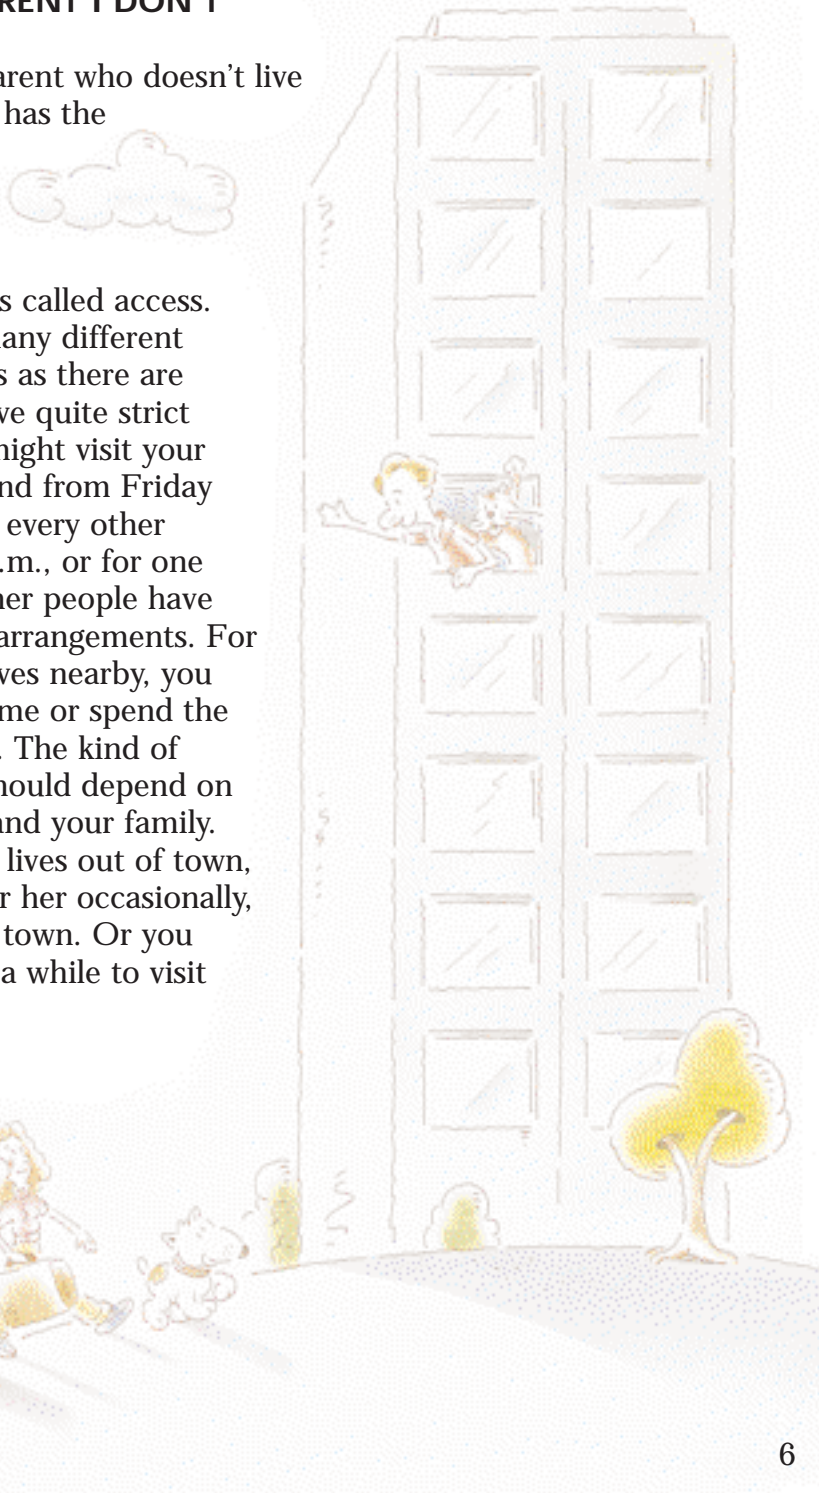 RENT I DON'T
arent who doesn't live
has the
s called access.
any different
s as there are
ve quite strict
night visit your
nd from Friday
every other
.m., or for one
her people have
arrangements. For
ves nearby, you
me or spend the
. The kind of
hould depend on
and your family.
lives out of town,
r her occasionally,
town. Or you
a while to visit
6